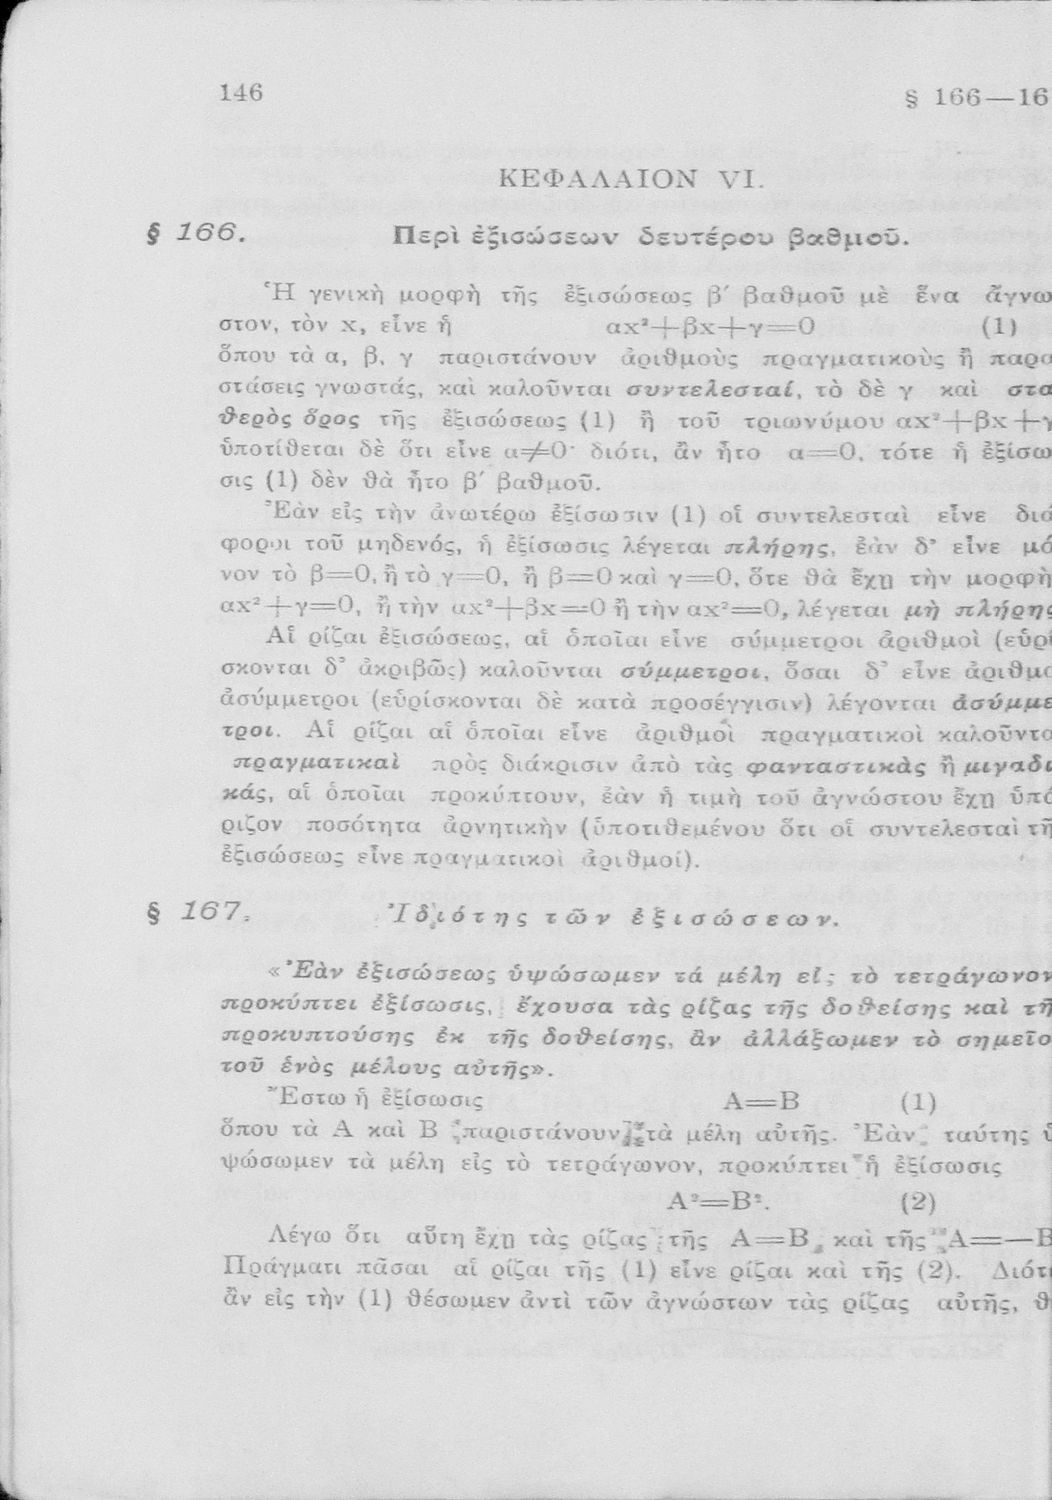 146
§ 166—16
ΚΕΦΑΛΑΙΟΝ VI.
§ 166. Περὶ ἐξισώσεων δευτέρου βαθμοῦ.
Ἡ γενικὴ μορφὴ τῆς ἐξισώσεως β΄ βαθμοῦ μὲ ἕνα ἄγνω
στον, τὸν x, εἶνε ἡ αx²+βx+γ=0 (1)
ὅπου τὰ α, β, γ παριστάνουν ἀριθμοὺς πραγματικοὺς ἢ παρα
στάσεις γνωστάς, καὶ καλοῦνται συντελεσταί, τὸ δὲ γ καὶ στα
θερὸς ὅρος τῆς ἐξισώσεως (1) ἢ τοῦ τριωνύμου αx²+βx+γ
ὑποτίθεται δὲ ὅτι εἶνε α≠0· διότι, ἂν ἦτο α=0, τότε ἡ ἐξίσω
σις (1) δὲν θὰ ἦτο β΄ βαθμοῦ.
Ἐὰν εἰς τὴν ἀνωτέρω ἐξίσωσιν (1) οἱ συντελεσταὶ εἶνε διά
φοροι τοῦ μηδενός, ἡ ἐξίσωσις λέγεται πλήρης, ἐὰν δ' εἶνε μό
νον τὸ β=0, ἢ τὸ γ=0, ἢ β=0 καὶ γ=0, ὅτε θὰ ἔχῃ τὴν μορφὴ
αx²+γ=0, ἢ τὴν αx²+βx=0 ἢ τὴν αx²=0, λέγεται μὴ πλήρης
Αἱ ρίζαι ἐξισώσεως, αἱ ὁποῖαι εἶνε σύμμετροι ἀριθμοὶ (εὑρί
σκονται δ' ἀκριβῶς) καλοῦνται σύμμετροι, ὅσαι δ' εἶνε ἀριθμο
ἀσύμμετροι (εὑρίσκονται δὲ κατὰ προσέγγισιν) λέγονται ἀσύμμε
τροι. Αἱ ρίζαι αἱ ὁποῖαι εἶνε ἀριθμοὶ πραγματικοὶ καλοῦντα
πραγματικαὶ πρὸς διάκρισιν ἀπὸ τὰς φανταστικὰς ἢ μιγαδι
κάς, αἱ ὁποῖαι προκύπτουν, ἐὰν ἡ τιμὴ τοῦ ἀγνώστου ἔχῃ ὑπό
ριζον ποσότητα ἀρνητικὴν (ὑποτιθεμένου ὅτι οἱ συντελεσταὶ τῆ
ἐξισώσεως εἶνε πραγματικοὶ ἀριθμοί).
§ 167. Ἰδιότης τῶν ἐξισώσεων.
«Ἐὰν ἐξισώσεως ὑψώσωμεν τά μέλη εἰς τὸ τετράγωνον
προκύπτει ἐξίσωσις, ἔχουσα τὰς ρίζας τῆς δοθείσης καὶ τῆ
προκυπτούσης ἐκ τῆς δοθείσης, ἂν ἀλλάξωμεν τὸ σημεῖο
τοῦ ἑνὸς μέλους αὐτῆς».
Ἔστω ἡ ἐξίσωσις A=B (1)
ὅπου τὰ A καὶ B παριστάνουν τὰ μέλη αὐτῆς. Ἐὰν ταύτης ὑ
ψώσωμεν τὰ μέλη εἰς τὸ τετράγωνον, προκύπτει ἡ ἐξίσωσις
A²=B². (2)
Λέγω ὅτι αὕτη ἔχῃ τὰς ρίζας τῆς A=B καὶ τῆς A=—B
Πράγματι πᾶσαι αἱ ρίζαι τῆς (1) εἶνε ρίζαι καὶ τῆς (2). Διότι
ἂν εἰς τὴν (1) θέσωμεν ἀντὶ τῶν ἀγνώστων τὰς ρίζας αὐτῆς, θ